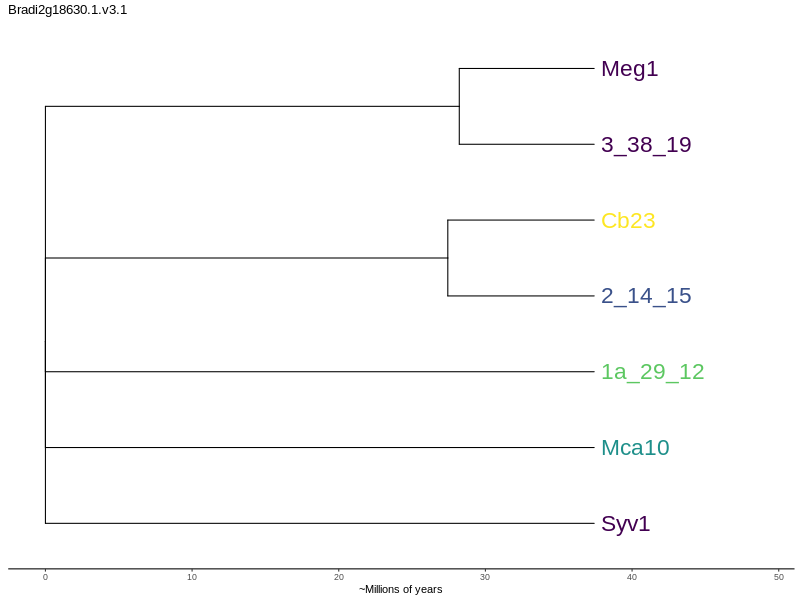 Bradi2g18630.1.v3.1
Meg1
3_38_19
Cb23
2_14_15
1a_29_12
Mca10
Syv1
0 10 20 30 40 50
~Millions of years